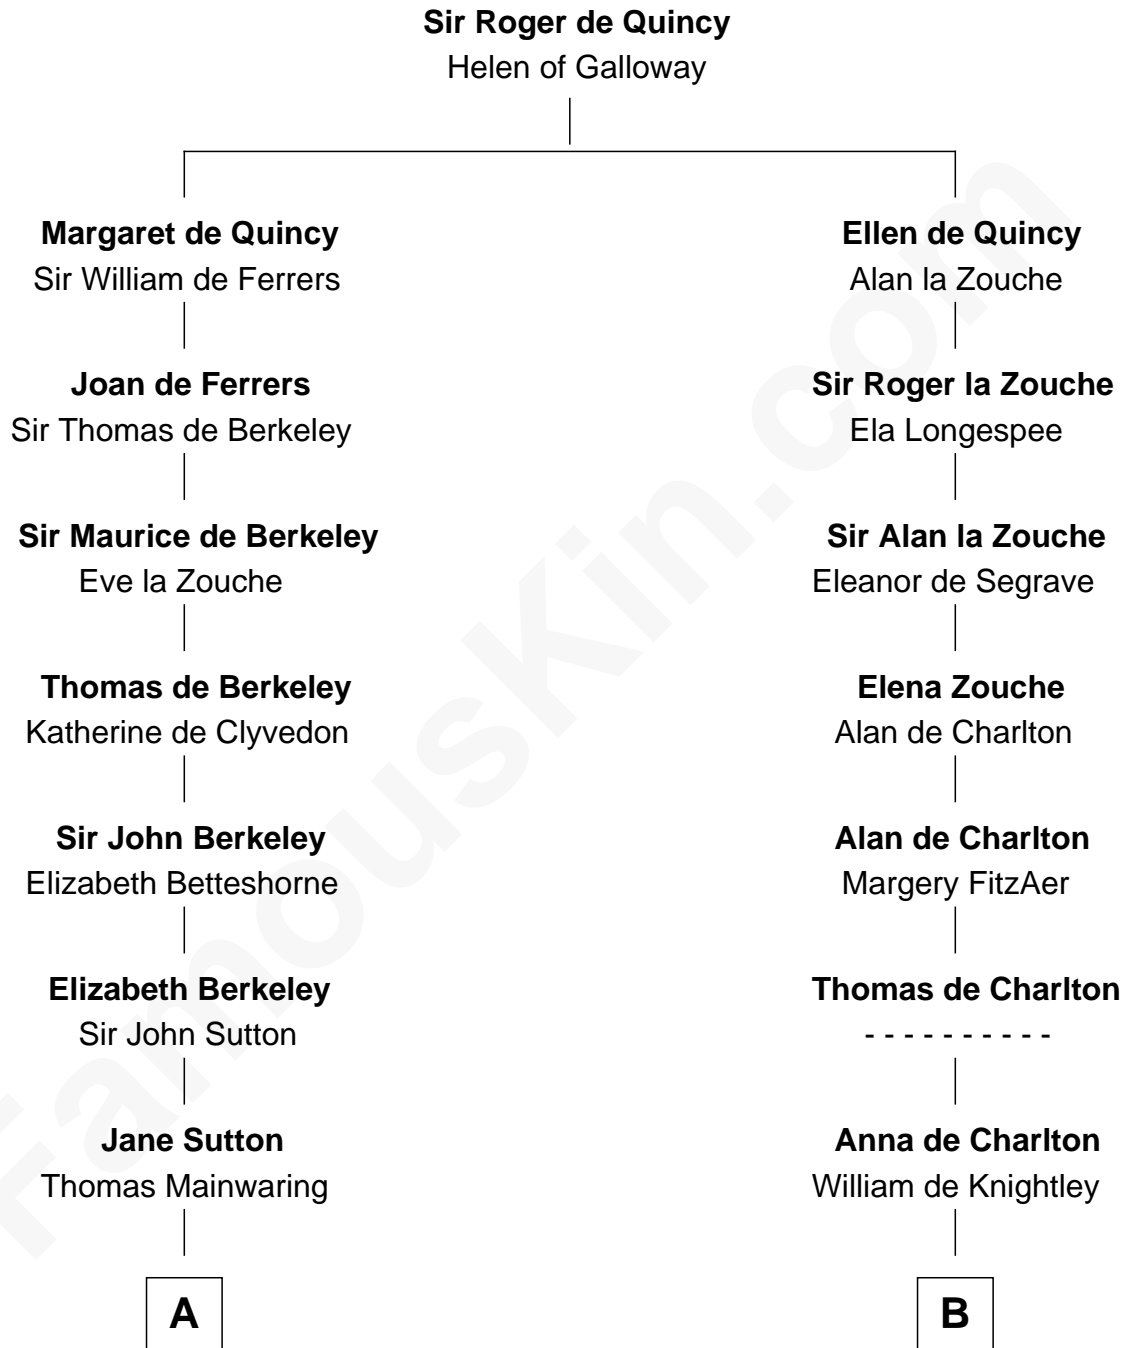 Sir Roger de Quincy
Helen of Galloway
Margaret de Quincy
Sir William de Ferrers
Ellen de Quincy
Alan la Zouche
Joan de Ferrers
Sir Thomas de Berkeley
Sir Roger la Zouche
Ela Longespee
Sir Maurice de Berkeley
Eve la Zouche
Sir Alan la Zouche
Eleanor de Segrave
Thomas de Berkeley
Katherine de Clyvedon
Elena Zouche
Alan de Charlton
Sir John Berkeley
Elizabeth Betteshorne
Alan de Charlton
Margery FitzAer
Elizabeth Berkeley
Sir John Sutton
Thomas de Charlton
- - - - - - - - - -
Jane Sutton
Thomas Mainwaring
Anna de Charlton
William de Knightley
A
B
FamousKin.com